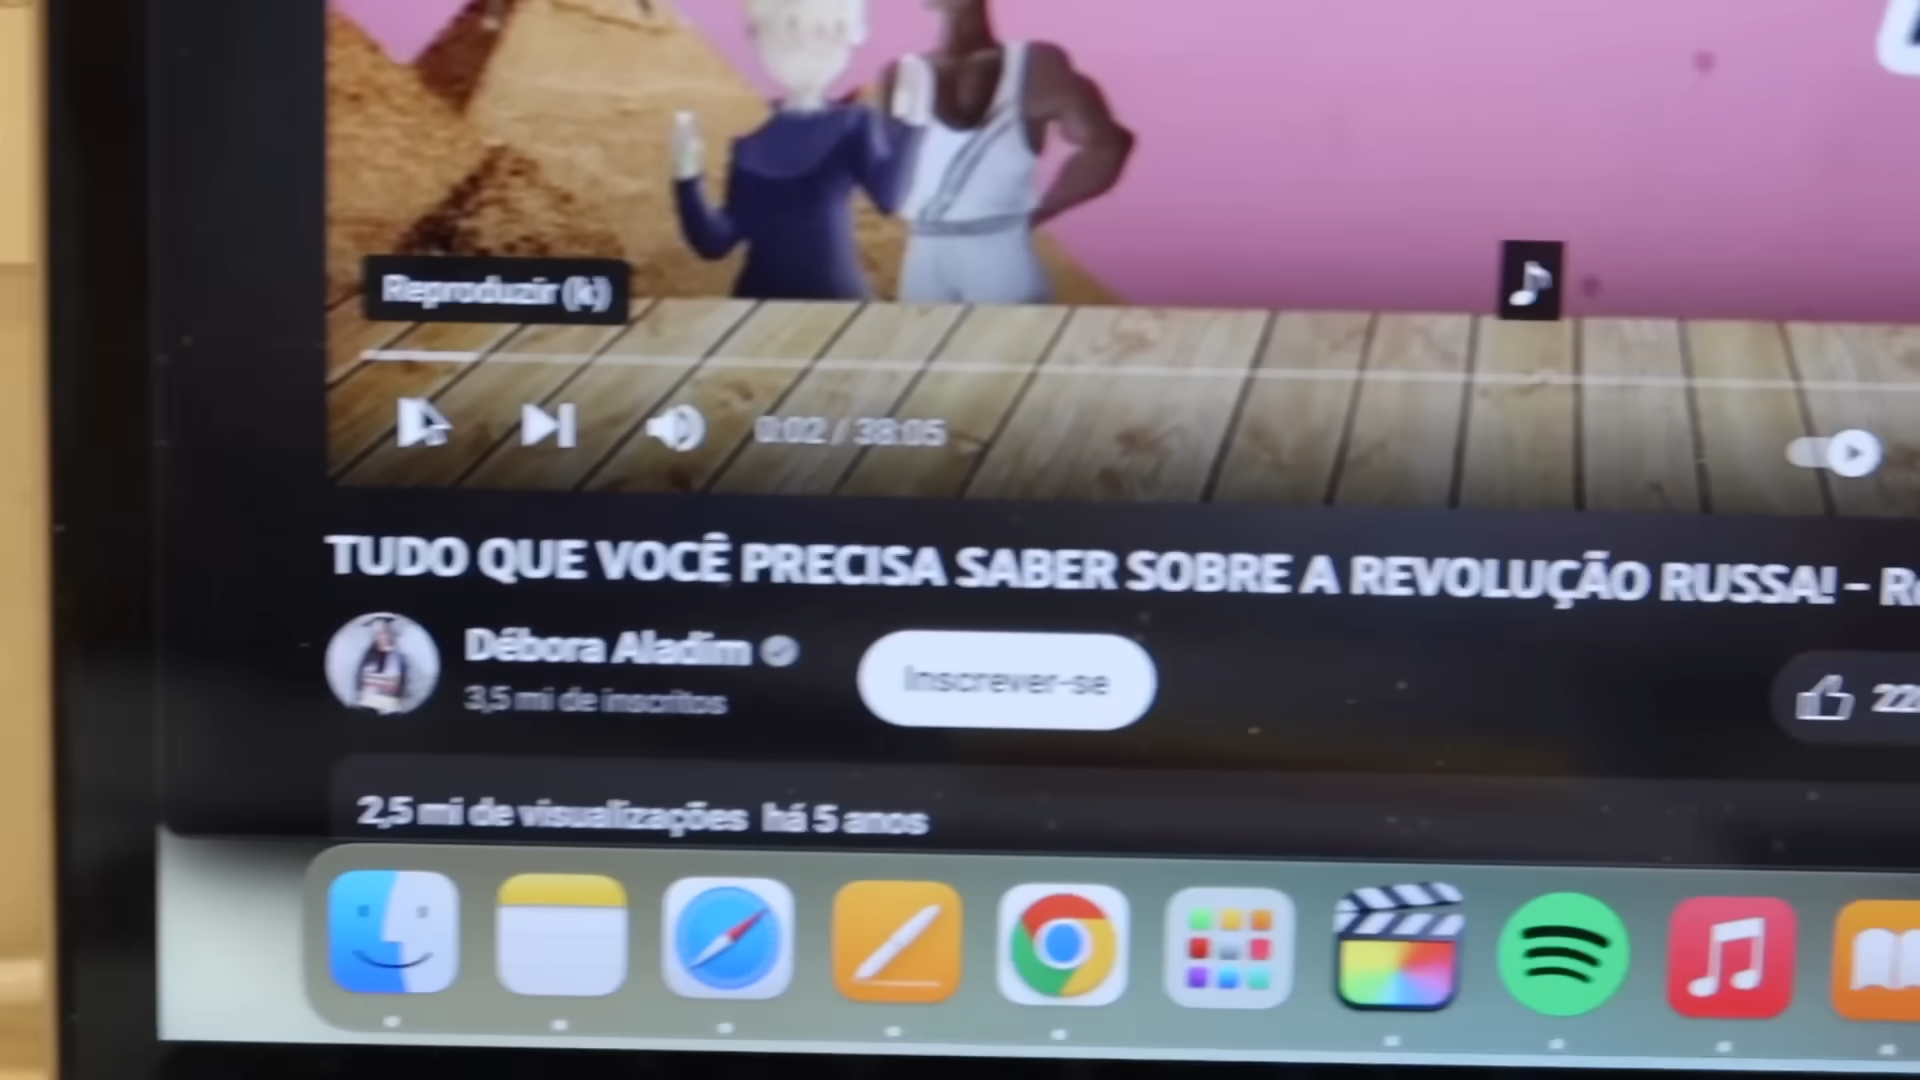 Reproduzir (k)
0:02 / 38:05
TUDO QUE VOCÊ PRECISA SABER SOBRE A REVOLUÇÃO RUSSA! -
Débora Aladim
3,5 mi de inscritos
Inscrever-se
2,5 mi de visualizações há 5 anos